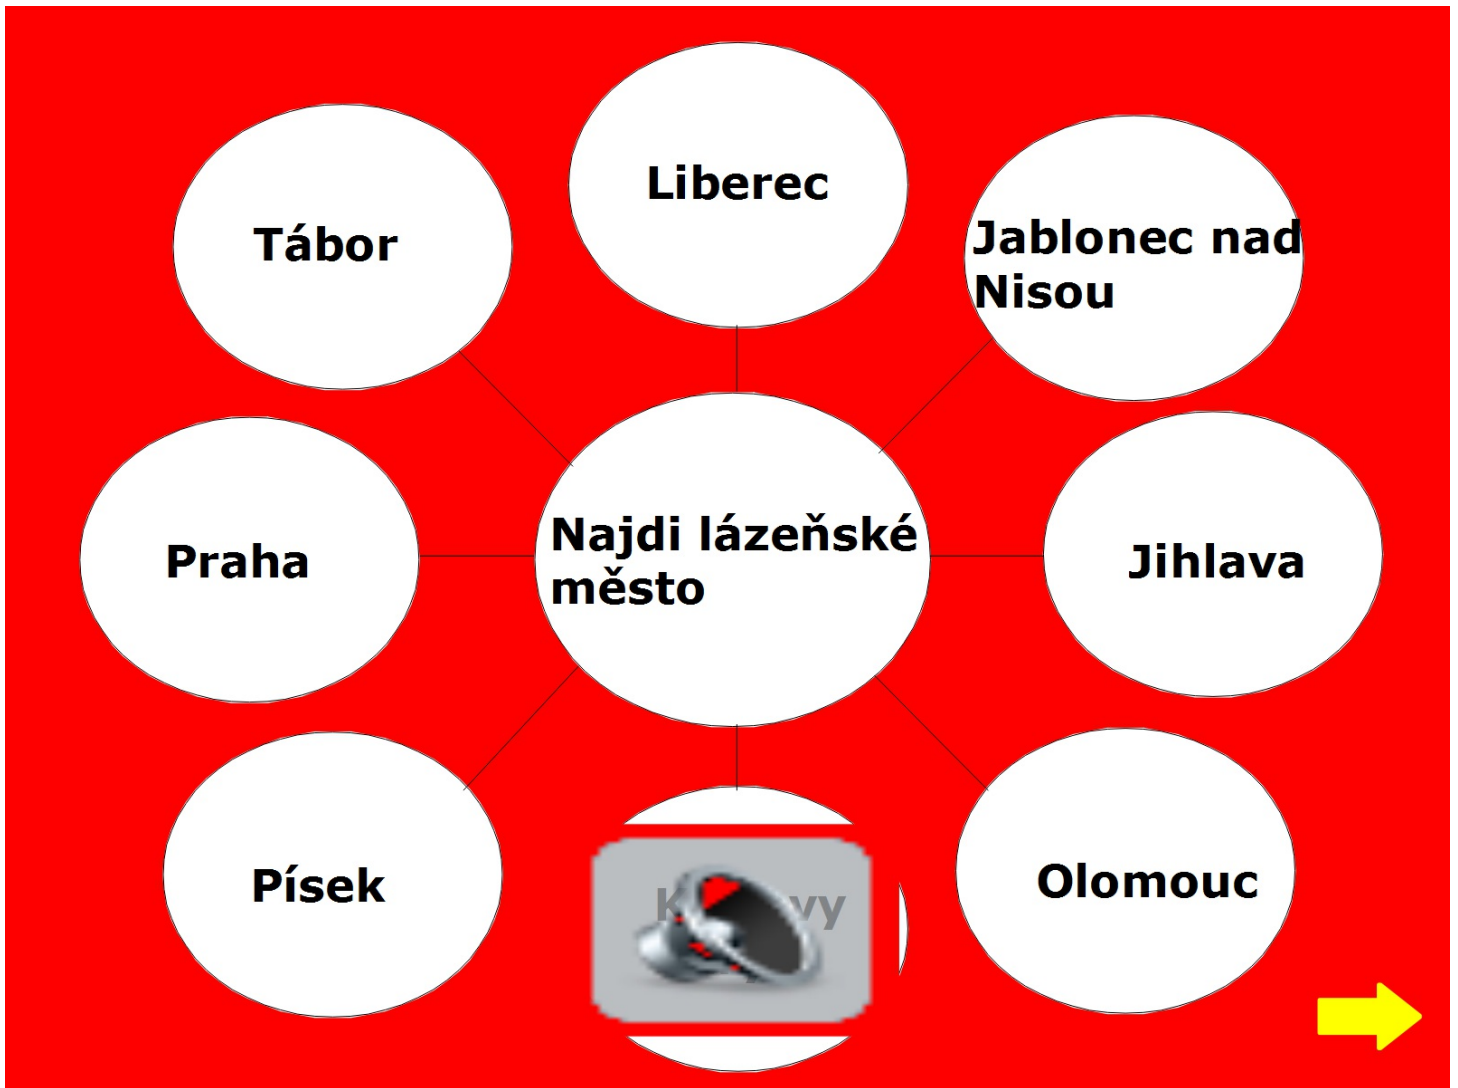 Liberec
Tábor
Jablonec nad
Nisou
Najdi lázeňské
město
Praha
Jihlava
Písek
Olomouc